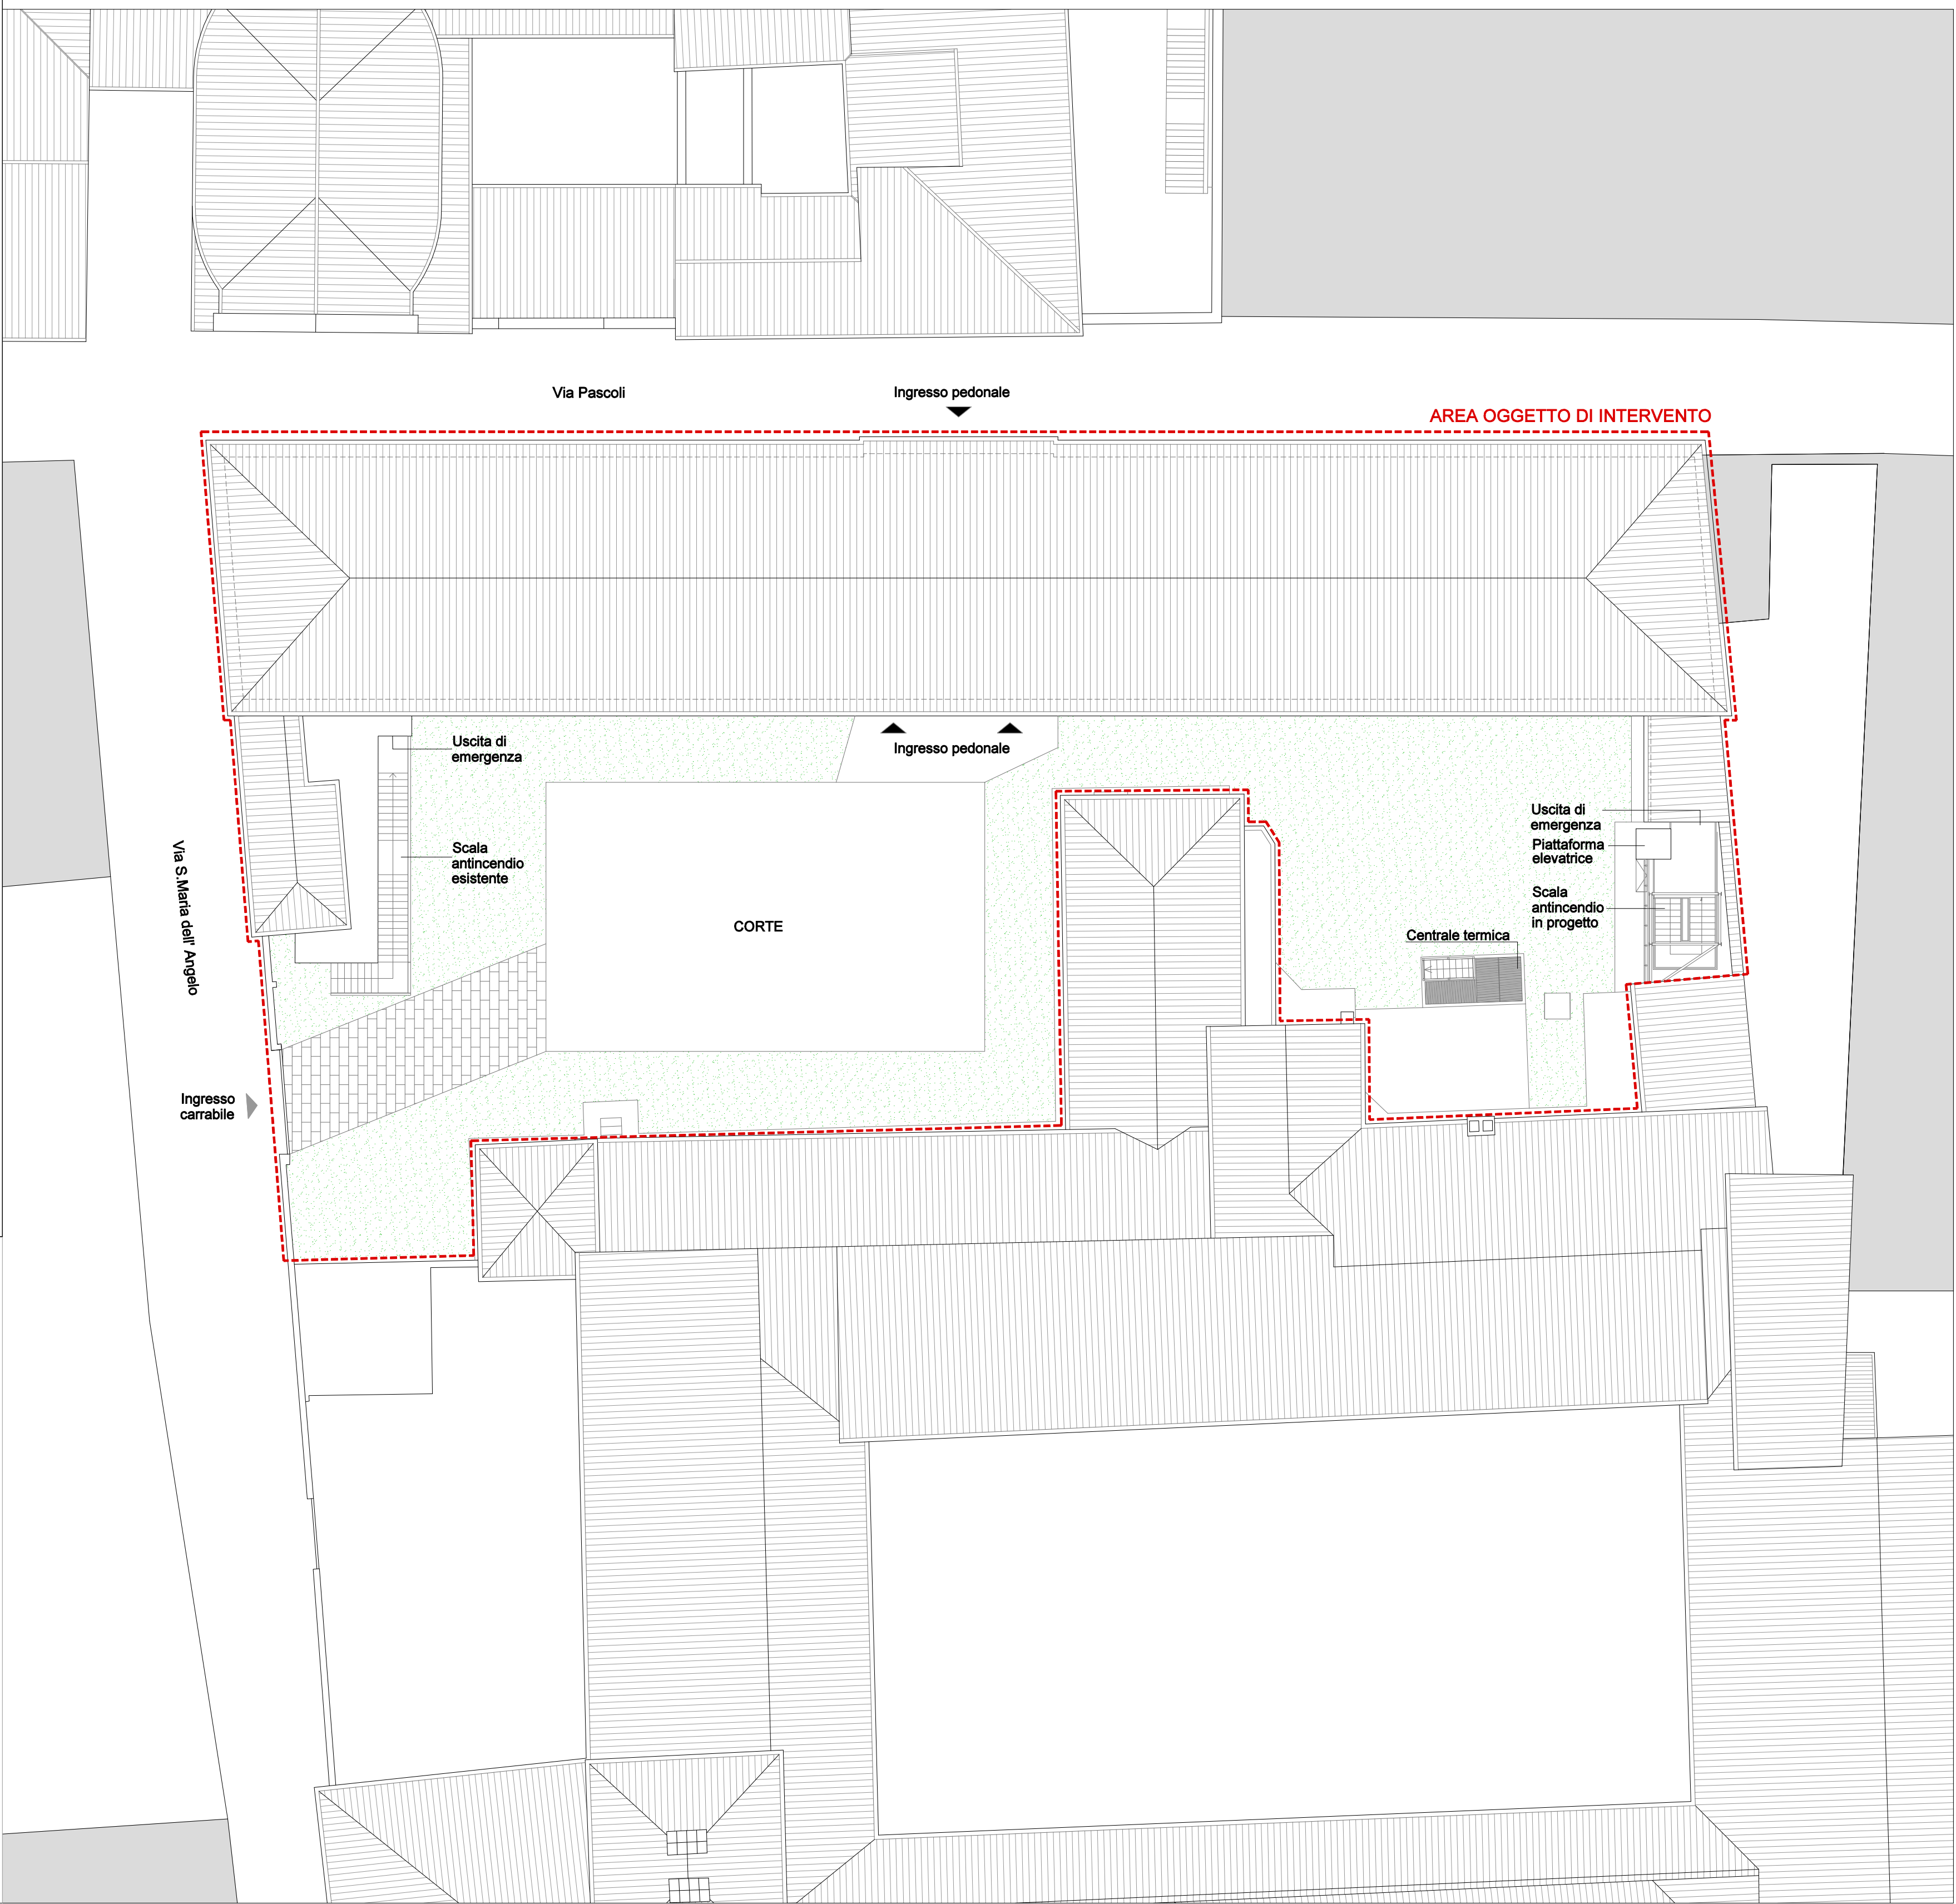 Via Pascoli
Ingresso pedonale
AREA OGGETTO DI INTERVENTO
Uscita di
emergenza
Ingresso pedonale
Scala
antincendio
esistente
Uscita di
emergenza
Piattaforma
elevatrice
Scala
antincendio
in progetto
Via S.Maria dell' Angelo
CORTE
Centrale termica
Ingresso
carrabile